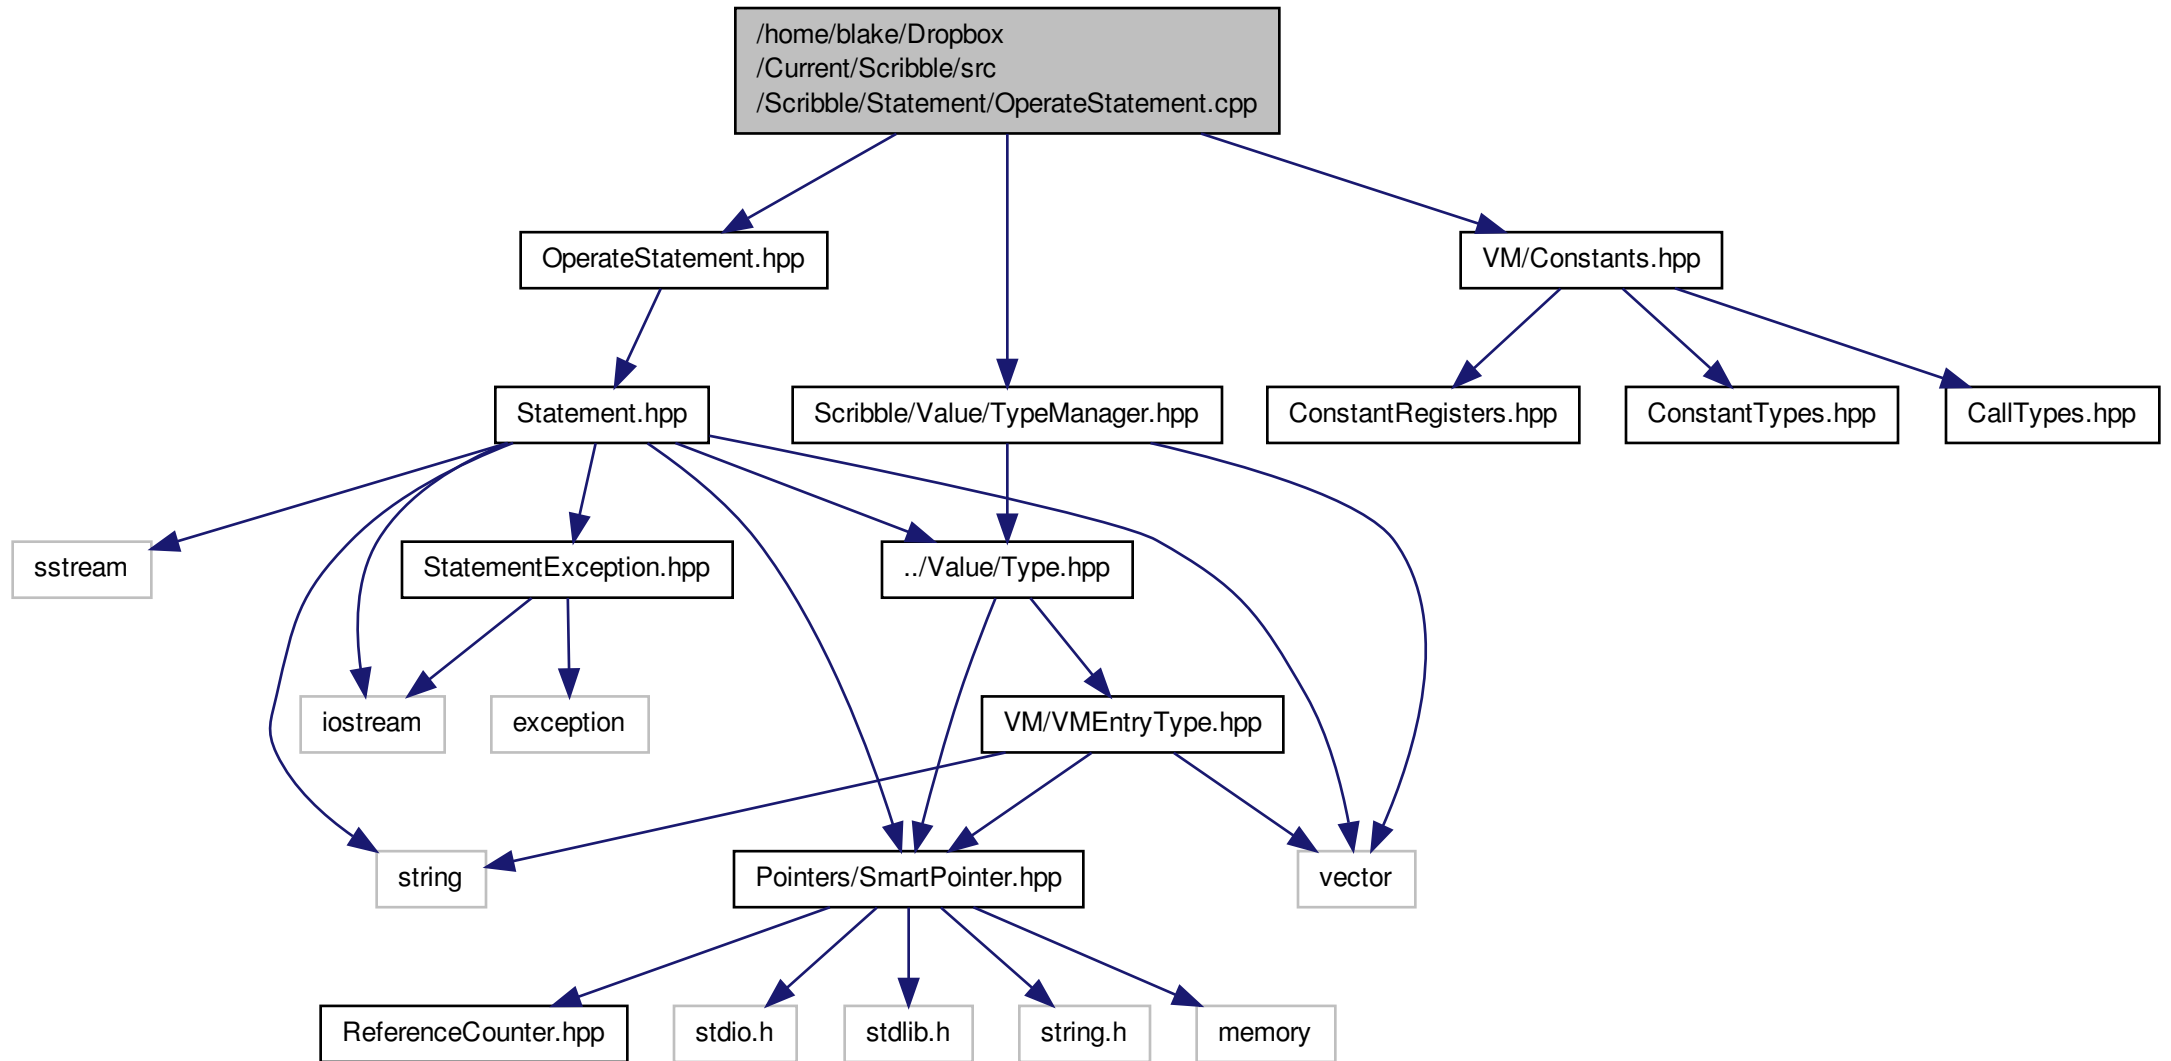 /home/blake/Dropbox
/Current/Scribble/src
/Scribble/Statement/OperateStatement.cpp
OperateStatement.hpp
VM/Constants.hpp
Statement.hpp
Scribble/Value/TypeManager.hpp
ConstantRegisters.hpp
ConstantTypes.hpp
CallTypes.hpp
sstream
StatementException.hpp
../Value/Type.hpp
iostream
exception
VM/VMEntryType.hpp
string
Pointers/SmartPointer.hpp
vector
ReferenceCounter.hpp
stdio.h
stdlib.h
string.h
memory